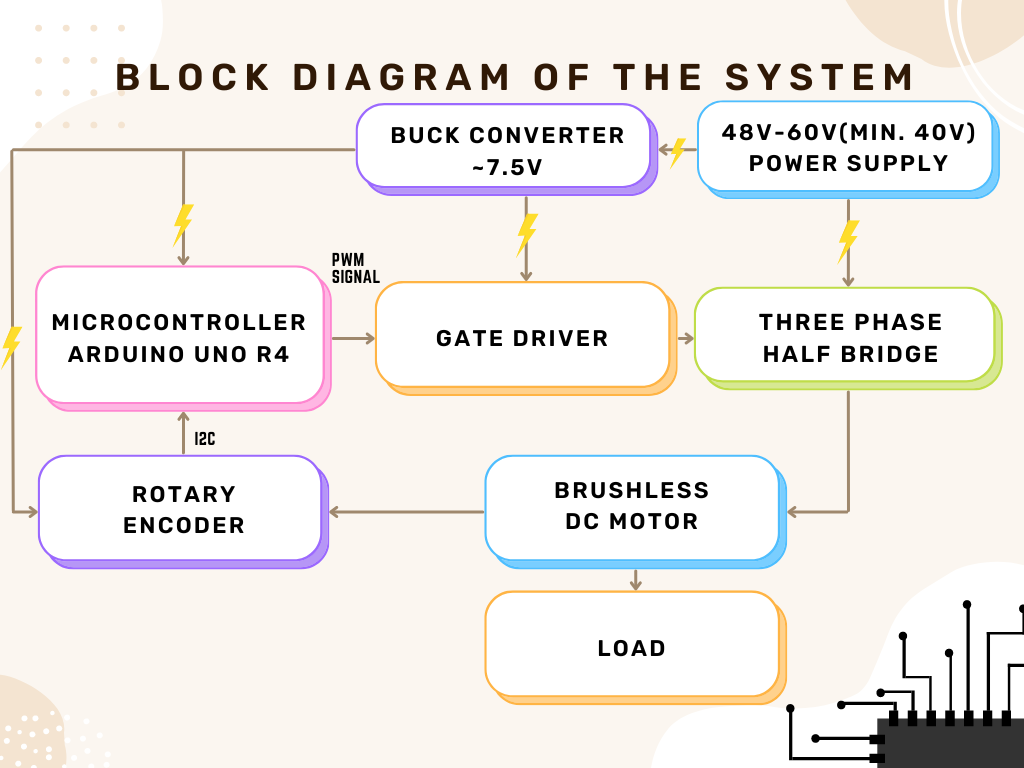 BLOCK DIAGRAM OF THE SYSTEM
BUCK CONVERTER
~7.5V
48V-60V(MIN. 40V)
POWER SUPPLY
PWM
SIGNAL
MICROCONTROLLER
ARDUINO UNO R4
GATE DRIVER
THREE PHASE
HALF BRIDGE
I2C
ROTARY
ENCODER
BRUSHLESS
DC MOTOR
LOAD